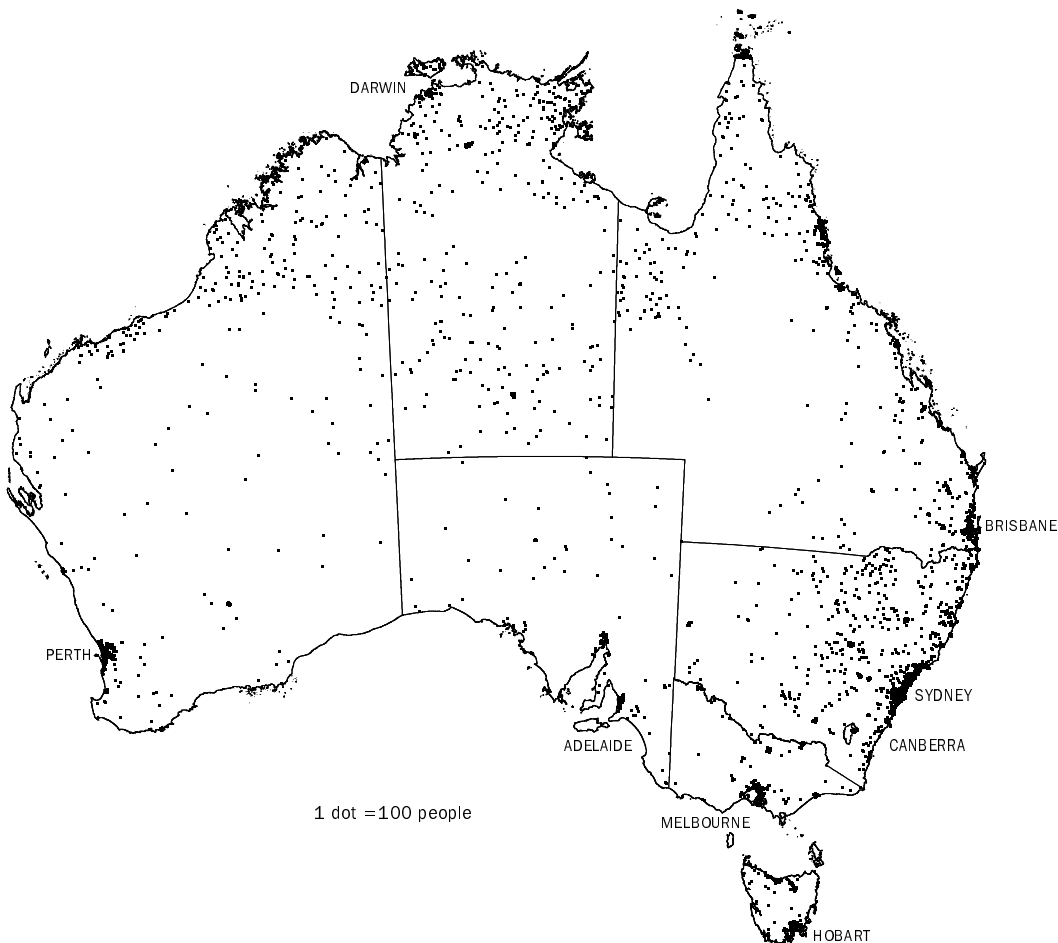 DARWIN
BRISBANE
PERTH
SYDNEY
ADELAIDE
CANBERRA
1 dot =100 people
MELBOURNE
HOBART